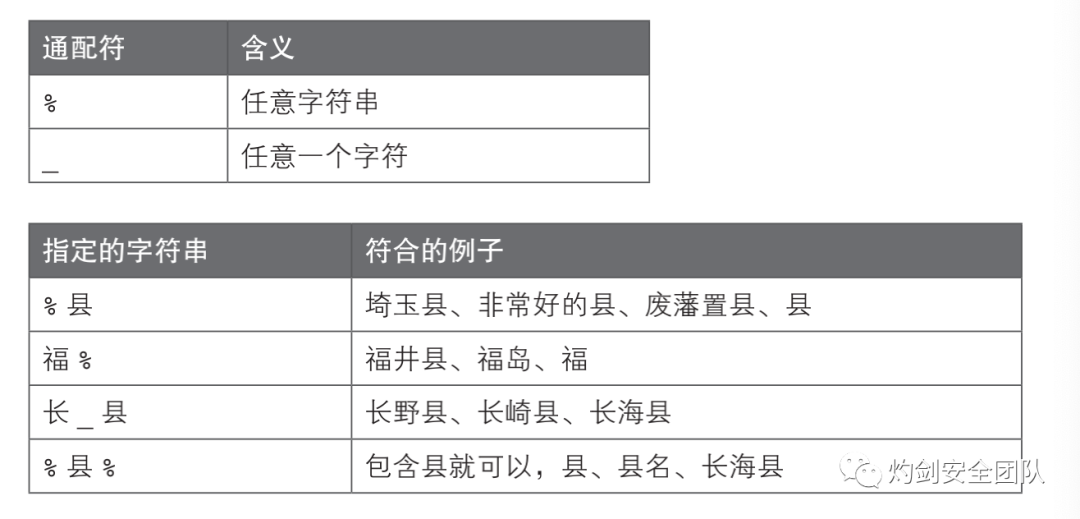 通配符 含义
% 任意字符串
_ 任意一个字符
指定的字符串 符合的例子
%县 埼玉县、非常好的县、废藩置县、县
福% 福井县、福岛、福
长_县 长野县、长崎县、长海县
%县% 包含县就可以，县、县名、长海县
灼剑安全团队